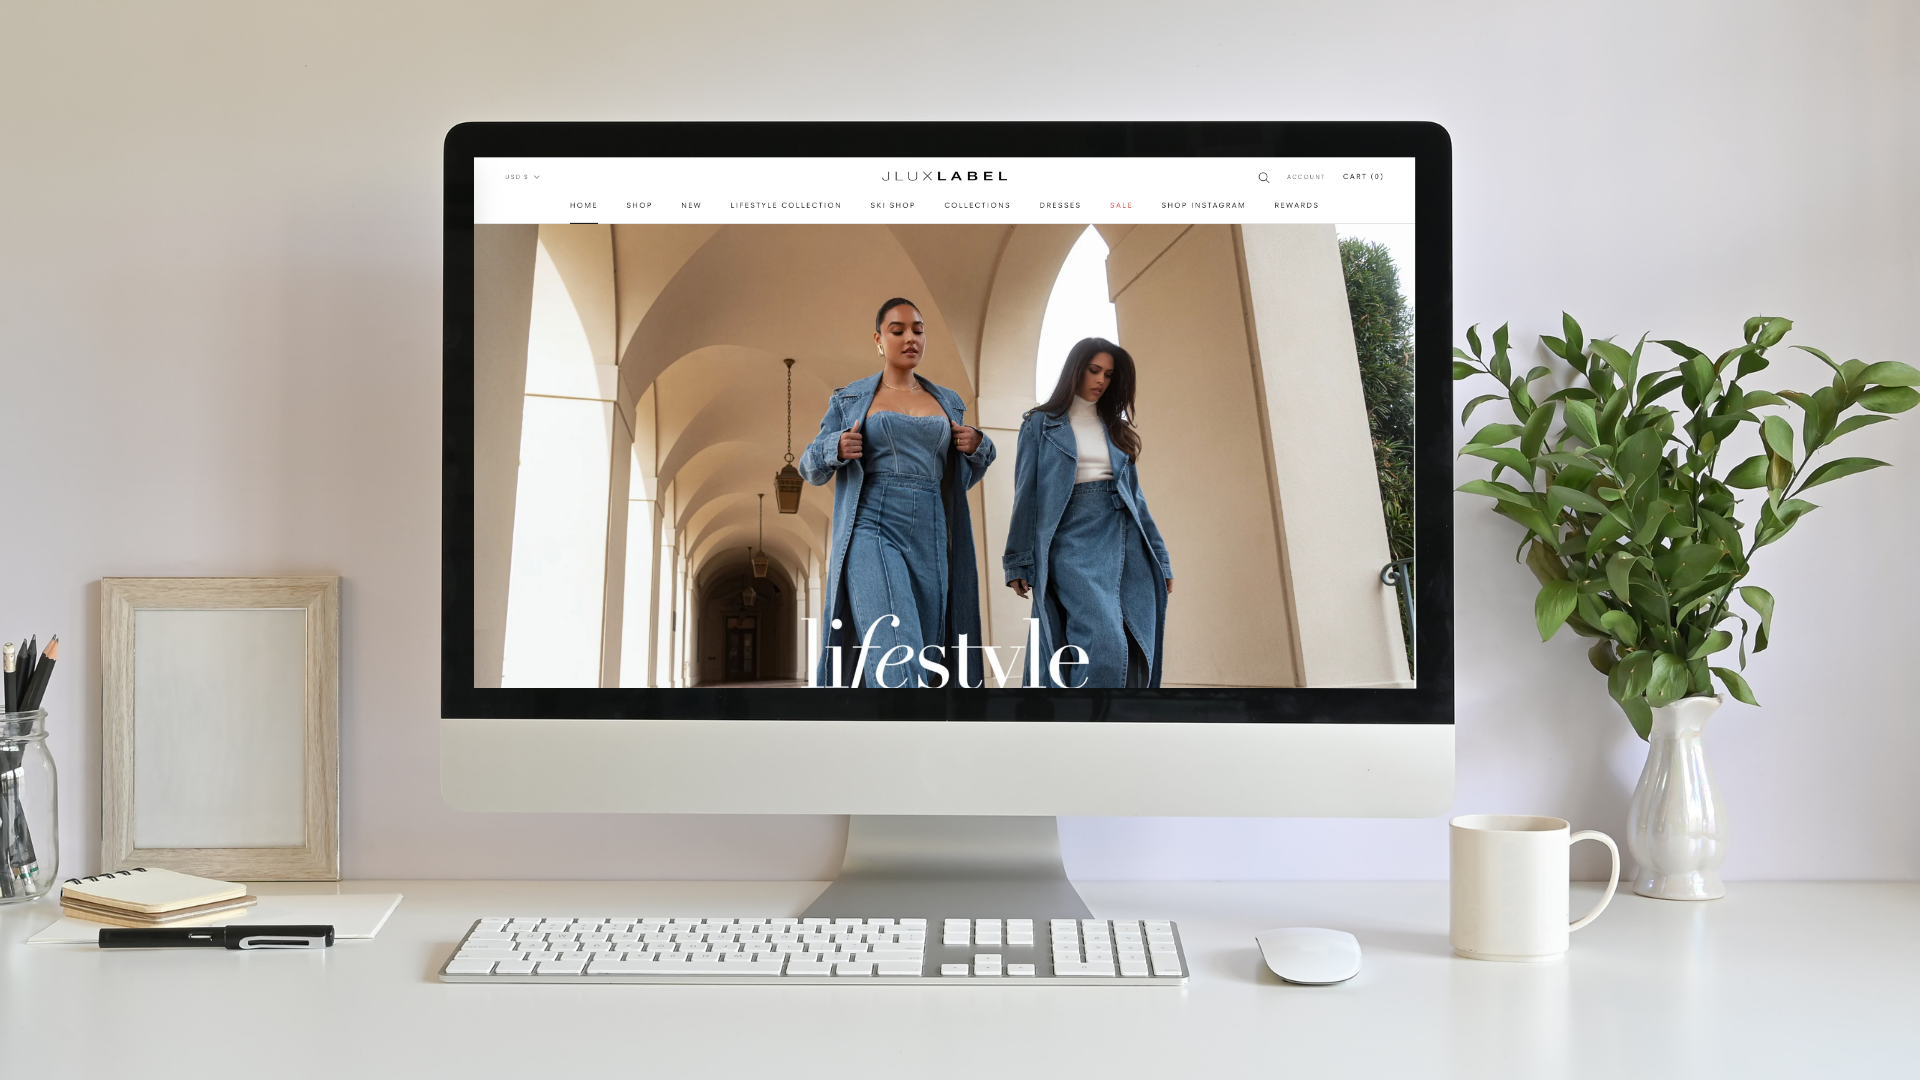 USD $
JLUXLABEL
ACCOUNT
CART (0)
HOME SHOP NEW LIFESTYLE COLLECTION SKI SHOP COLLECTIONS DRESSES SALE SHOP INSTAGRAM REWARDS
lifestyle